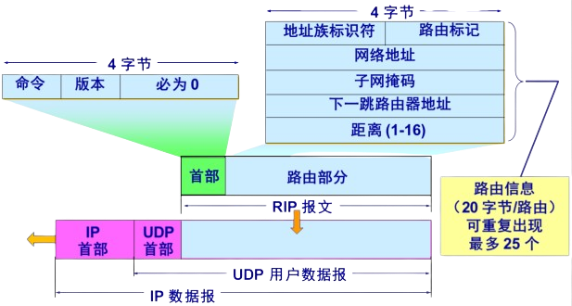 4 字节
地址族标识符 路由标记
网络地址
子网掩码
下一跳路由器地址
距离 (1-16)
4 字节
命令 版本 必为 0
首部 路由部分
RIP 报文
路由信息
（20 字节/路由）
可重复出现
最多 25 个
IP
首部
UDP
首部
UDP 用户数据报
IP 数据报